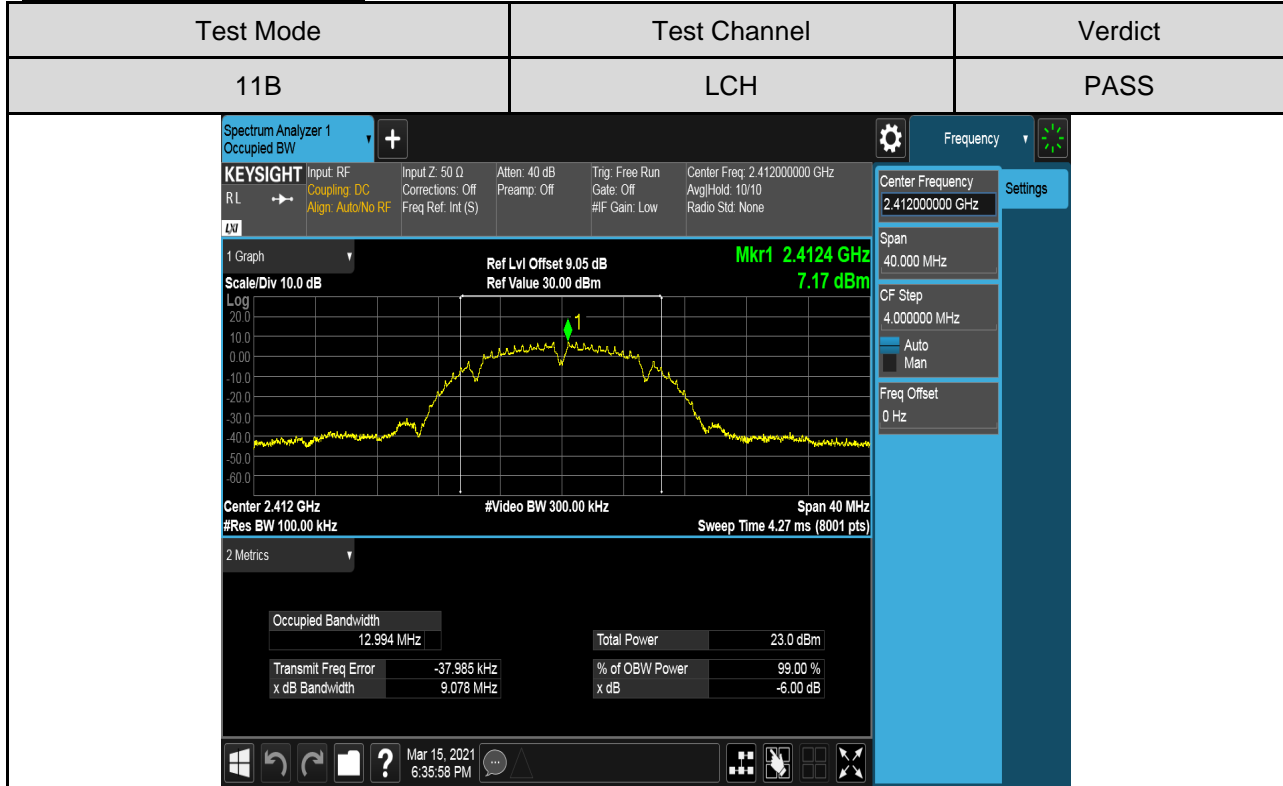 Test Mode Test Channel Verdict
11B LCH PASS
Spectrum Analyzer 1
Occupied BW
+
Frequency
KEYSIGHT Input: RF Input Z: 50 Ω Atten: 40 dB Trig: Free Run Center Freq: 2.412000000 GHz
RL Coupling: DC Corrections: Off Preamp: Off Gate: Off Avg|Hold: 10/10
Align: Auto/No RF Freq Ref: Int (S) #IF Gain: Low Radio Std: None
LXI
Center Frequency
2.412000000 GHz
Settings
Span
40.000 MHz
CF Step
4.000000 MHz
Auto
Man
Freq Offset
0 Hz
1 Graph
Scale/Div 10.0 dB
Ref Lvl Offset 9.05 dB
Ref Value 30.00 dBm
Mkr1 2.4124 GHz
7.17 dBm
Log
20.0
10.0
0.00
-10.0
-20.0
-30.0
-40.0
-50.0
-60.0
1
Center 2.412 GHz #Video BW 300.00 kHz Span 40 MHz
#Res BW 100.00 kHz Sweep Time 4.27 ms (8001 pts)
2 Metrics
Occupied Bandwidth
12.994 MHz
Total Power 23.0 dBm
Transmit Freq Error -37.985 kHz % of OBW Power 99.00 %
x dB Bandwidth 9.078 MHz x dB -6.00 dB
?
Mar 15, 2021
6:35:58 PM